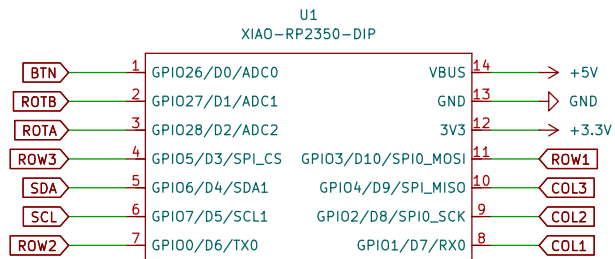 U1
XIAO-RP2350-DIP
BTN 1 GPIO26/D0/ADC0 VBUS 14 +5V
ROTB 2 GPIO27/D1/ADC1 GND 13 GND
ROTA 3 GPIO28/D2/ADC2 3V3 12 +3.3V
ROW3 4 GPIO5/D3/SPI_CS GPIO3/D10/SPI0_MOSI 11 ROW1
SDA 5 GPIO6/D4/SDA1 GPIO4/D9/SPI_MISO 10 COL3
SCL 6 GPIO7/D5/SCL1 GPIO2/D8/SPI0_SCK 9 COL2
ROW2 7 GPIO0/D6/TX0 GPIO1/D7/RX0 8 COL1